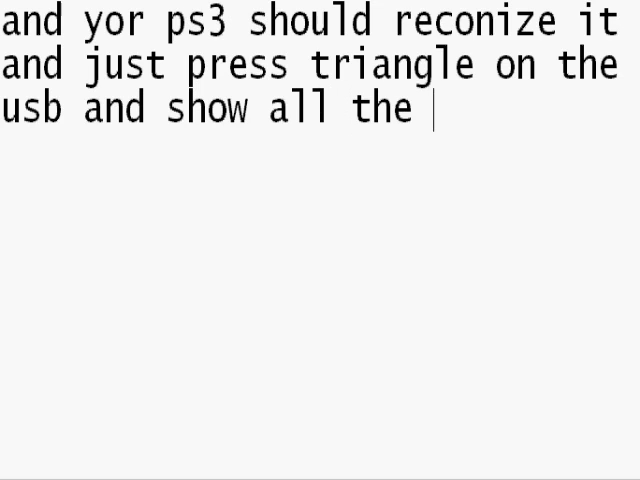 and yor ps3 should reconize it
and just press triangle on the
usb and show all the